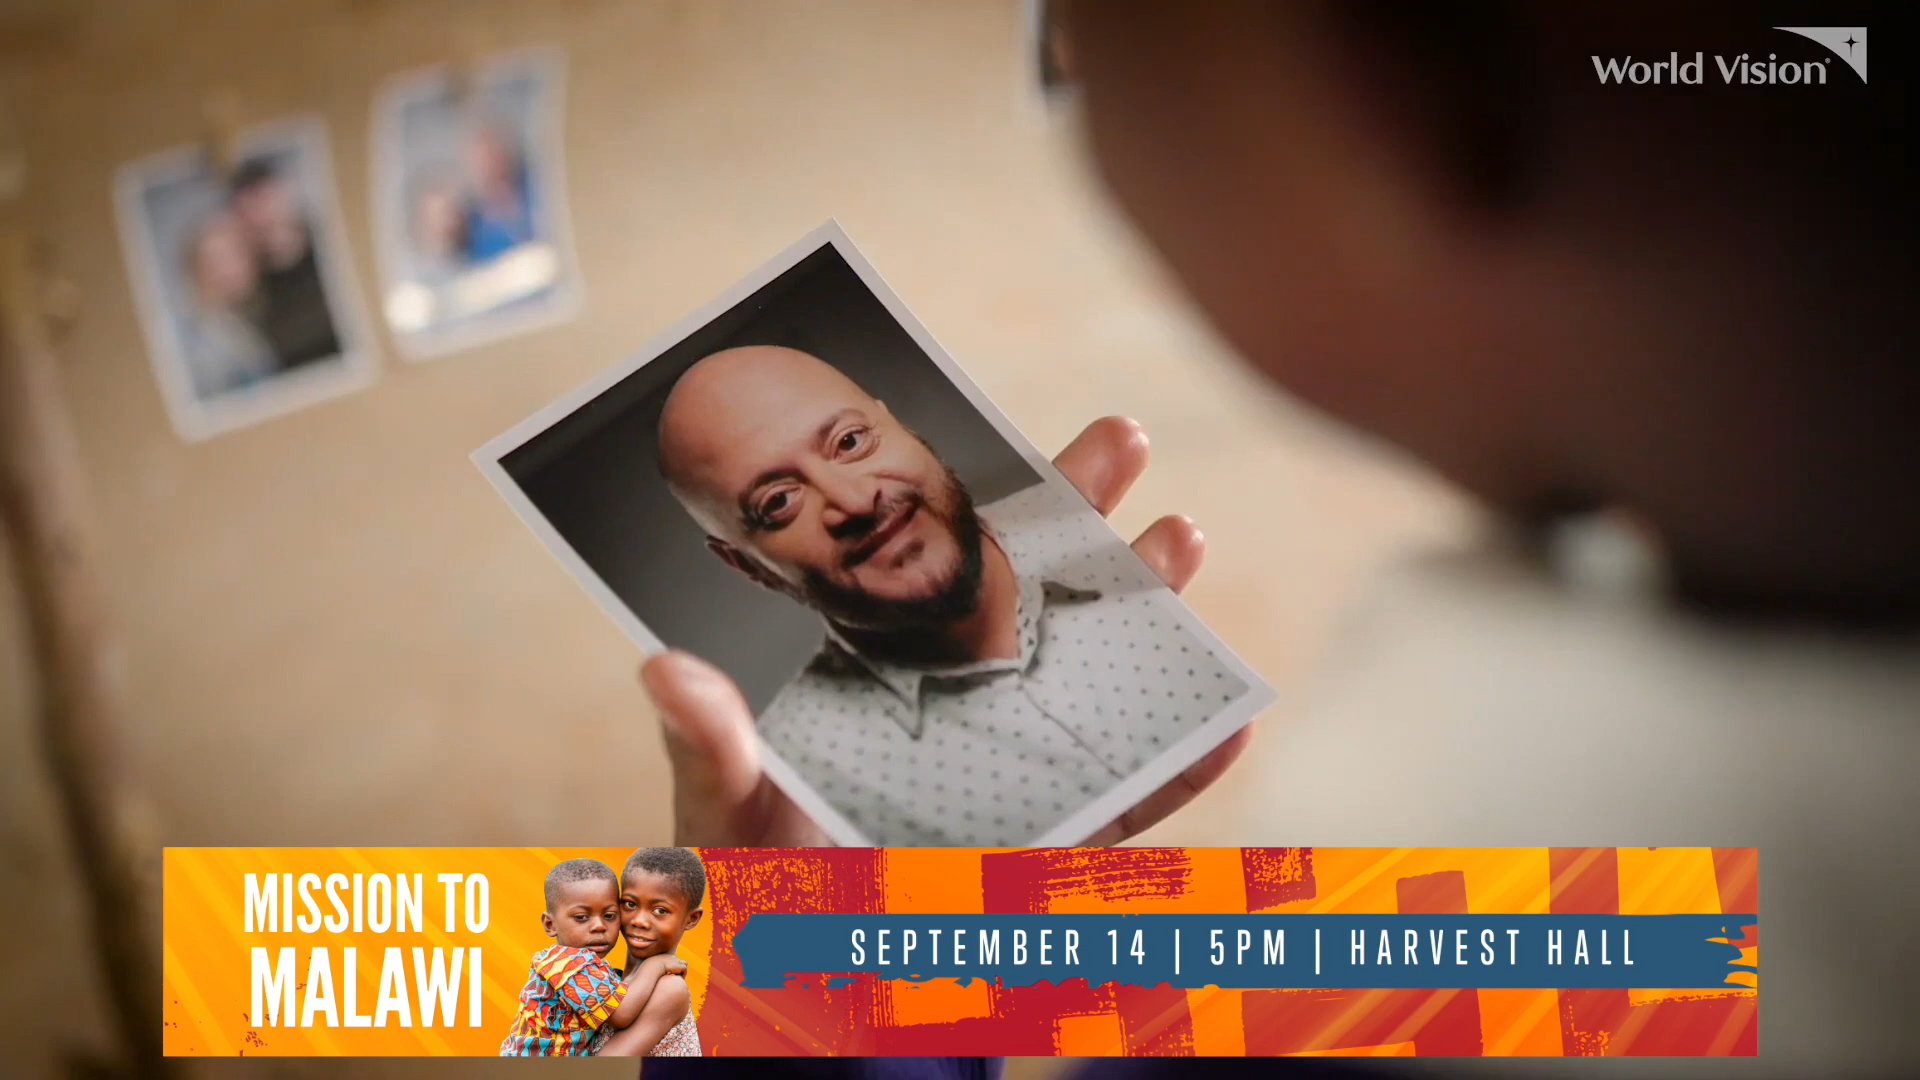 World Vision
MISSION TO
MALAWI
SEPTEMBER 14 | 5PM | HARVEST HALL